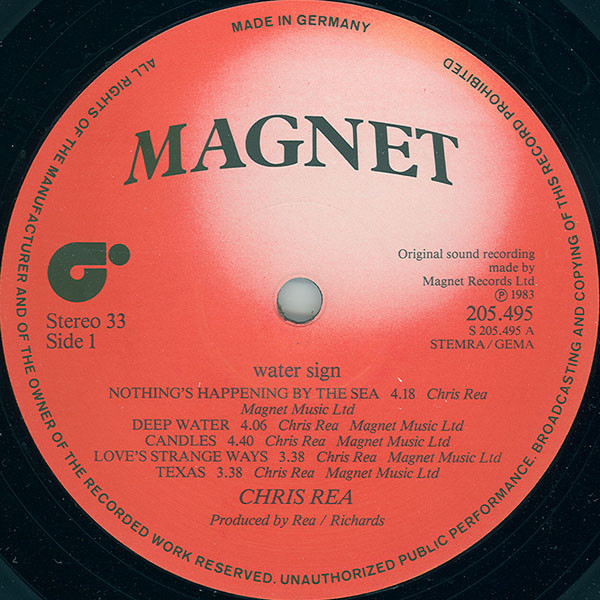 MADE IN GERMANY
ALL RIGHTS OF THE MANUFACTURER AND OF THE OWNER OF THE RECORDED WORK RESERVED. UNAUTHORIZED PUBLIC PERFORMANCE. BROADCASTING AND COPYING OF THIS RECORD PROHIBITED
MAGNET
Original sound recording
made by
Magnet Records Ltd
℗ 1983
205.495
S 205.495 A
STEMRA/GEMA
Stereo 33
Side 1
water sign
NOTHING'S HAPPENING BY THE SEA 4.18 Chris Rea
Magnet Music Ltd
DEEP WATER 4.06 Chris Rea Magnet Music Ltd
CANDLES 4.40 Chris Rea Magnet Music Ltd
LOVE'S STRANGE WAYS 3.38 Chris Rea Magnet Music Ltd
TEXAS 3.38 Chris Rea Magnet Music Ltd
CHRIS REA
Produced by Rea / Richards